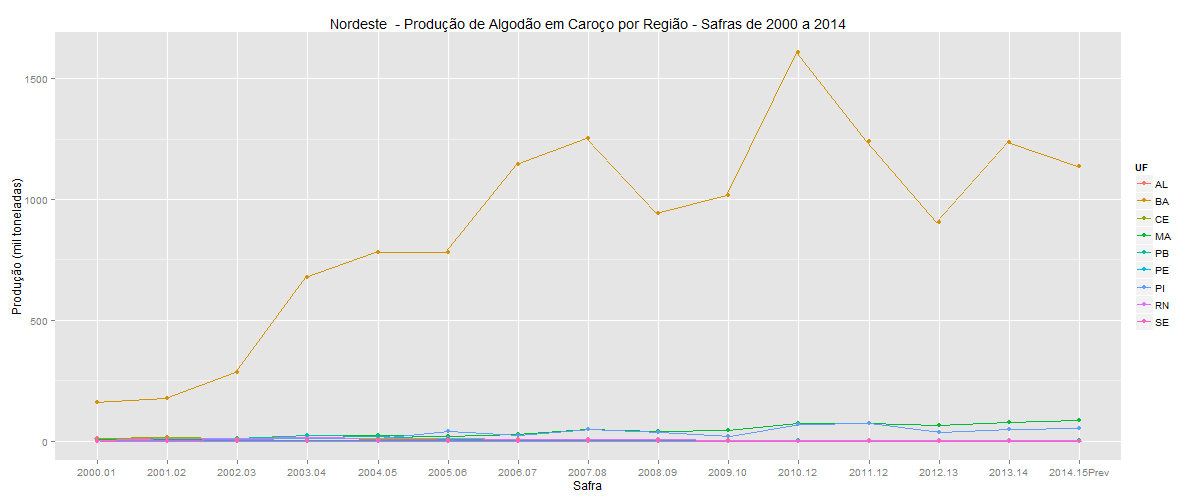 Nordeste  - Produção de Algodão em Caroço por Região - Safras de 2000 a 2014
Produção (mil toneladas)
1500
1000
500
0
2000.01 2001.02 2002.03 2003.04 2004.05 2005.06 2006.07 2007.08 2008.09 2009.10 2010.12 2011.12 2012.13 2013.14 2014.15Prev
Safra
UF
AL
BA
CE
MA
PB
PE
PI
RN
SE